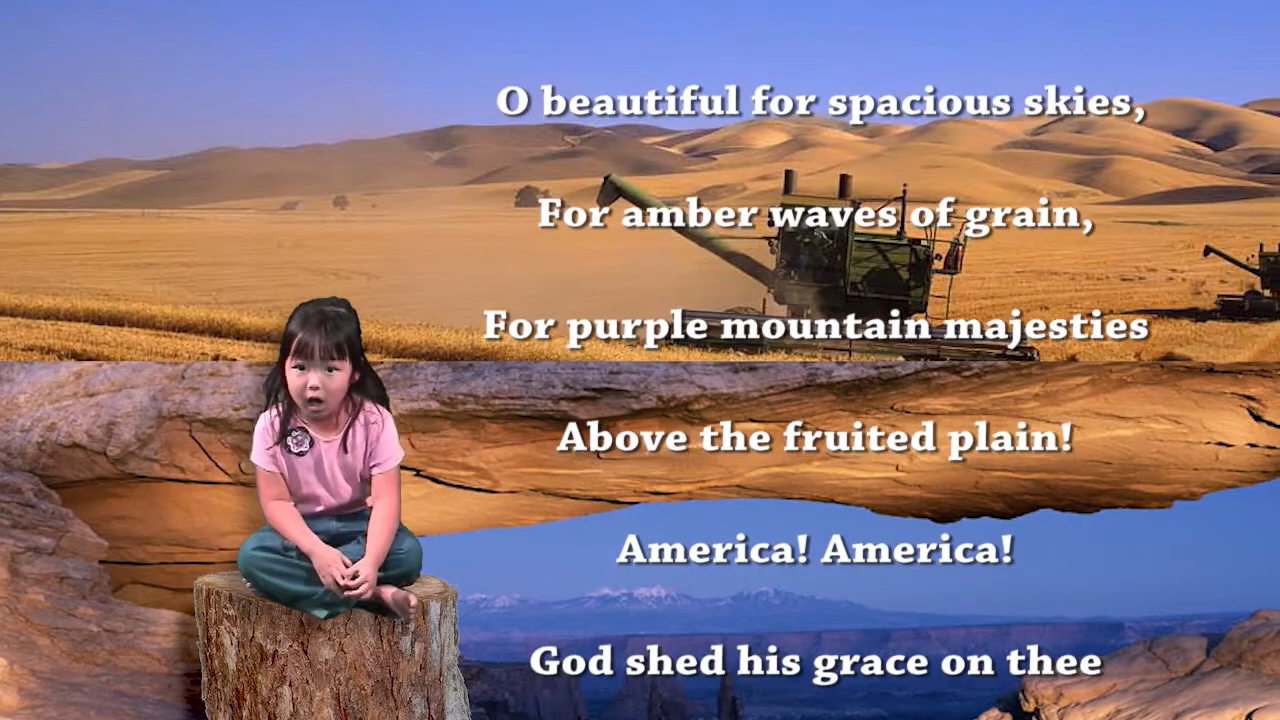 O beautiful for spacious skies,
For amber waves of grain,
For purple mountain majesties
Above the fruited plain!
America! America!
God shed his grace on thee